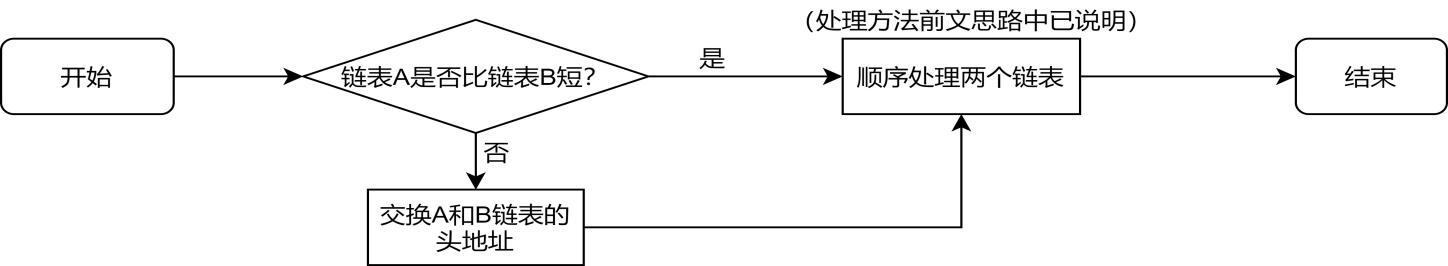 (处理方法前文思路中已说明)
开始
链表A是否比链表B短?
是
顺序处理两个链表
结束
否
交换A和B链表的
头地址